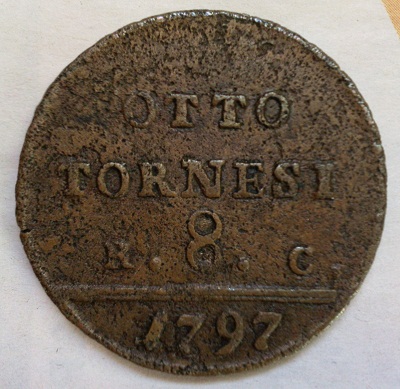 OTTO
TORNESI
8
R. . C
1797